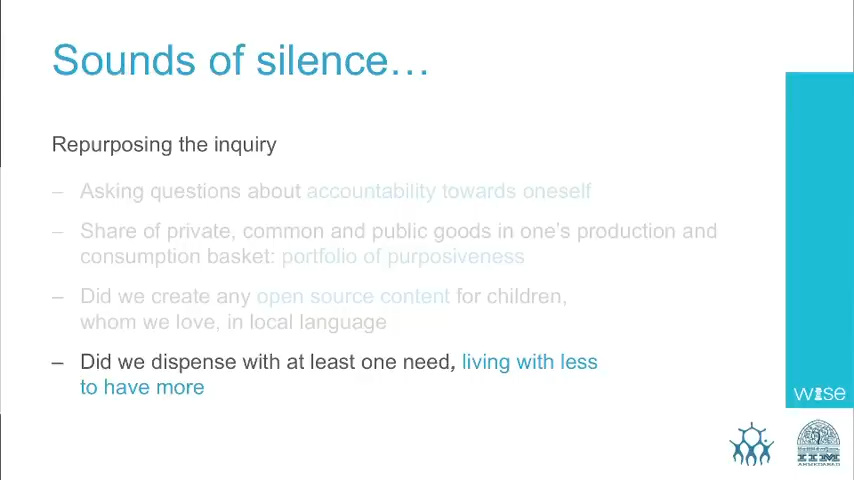 Sounds of silence…
Repurposing the inquiry
– Asking questions about accountability towards oneself
– Share of private, common and public goods in one's production and
consumption basket: portfolio of purposiveness
– Did we create any open source content for children,
whom we love, in local language
– Did we dispense with at least one need, living with less
to have more
wise
IIM
AHMEDABAD